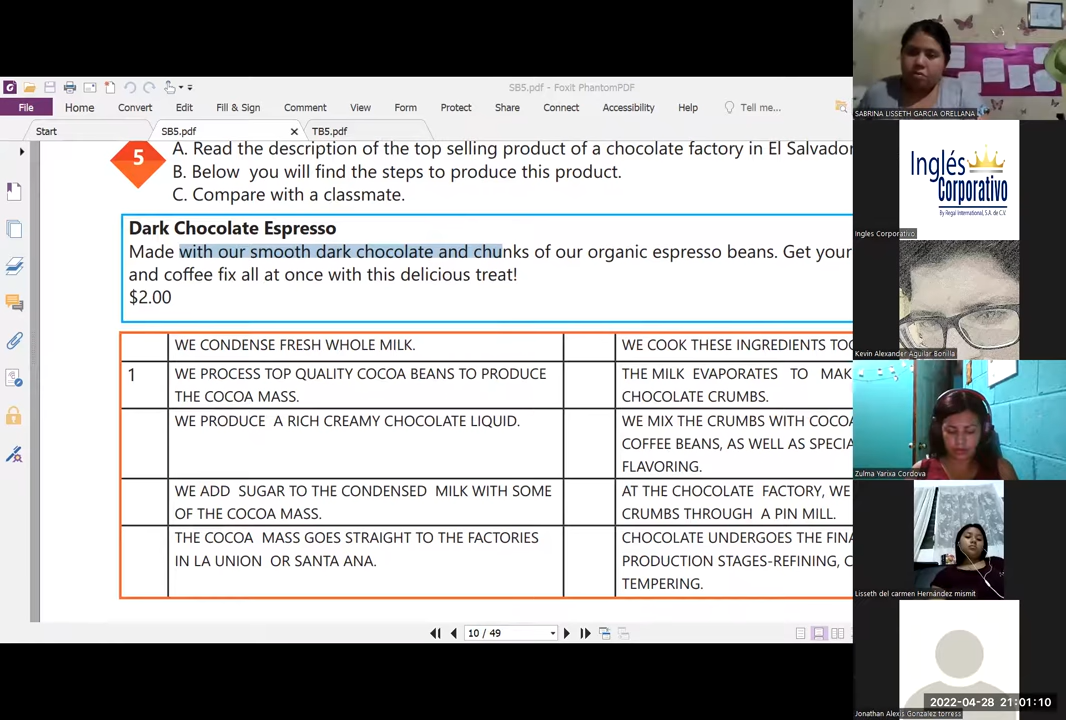 SB5.pdf - Foxit PhantomPDF
File Home Convert Edit Fill & Sign Comment View Form Protect Share Connect Accessibility Help Tell me...
Start SB5.pdf TB5.pdf
5
A. Read the description of the top selling product of a chocolate factory in El Salvador
B. Below you will find the steps to produce this product.
C. Compare with a classmate.
Dark Chocolate Espresso
Made with our smooth dark chocolate and chunks of our organic espresso beans. Get your
and coffee fix all at once with this delicious treat!
$2.00
WE CONDENSE FRESH WHOLE MILK.
WE COOK THESE INGREDIENTS TO
1
WE PROCESS TOP QUALITY COCOA BEANS TO PRODUCE
THE COCOA MASS.
THE MILK EVAPORATES TO MAK
CHOCOLATE CRUMBS.
WE PRODUCE A RICH CREAMY CHOCOLATE LIQUID.
WE MIX THE CRUMBS WITH COCOA
COFFEE BEANS, AS WELL AS SPECIA
FLAVORING.
WE ADD SUGAR TO THE CONDENSED MILK WITH SOME
OF THE COCOA MASS.
AT THE CHOCOLATE FACTORY, WE
CRUMBS THROUGH A PIN MILL.
THE COCOA MASS GOES STRAIGHT TO THE FACTORIES
IN LA UNION OR SANTA ANA.
CHOCOLATE UNDERGOES THE FINA
PRODUCTION STAGES-REFINING, C
TEMPERING.
10 / 49
SABRINA LISSETH GARCIA ORELLANA
Inglés
Corporativo
By Regal International, S.A. de C.V.
Ingles Corporativo
Kevin Alexander Aguilar Bonilla
Zulma Yarixa Cordova
Lisseth del carmen Hernández mismit
Jonathan Alexis Gonzalez torress
2022-04-28 21:01:10